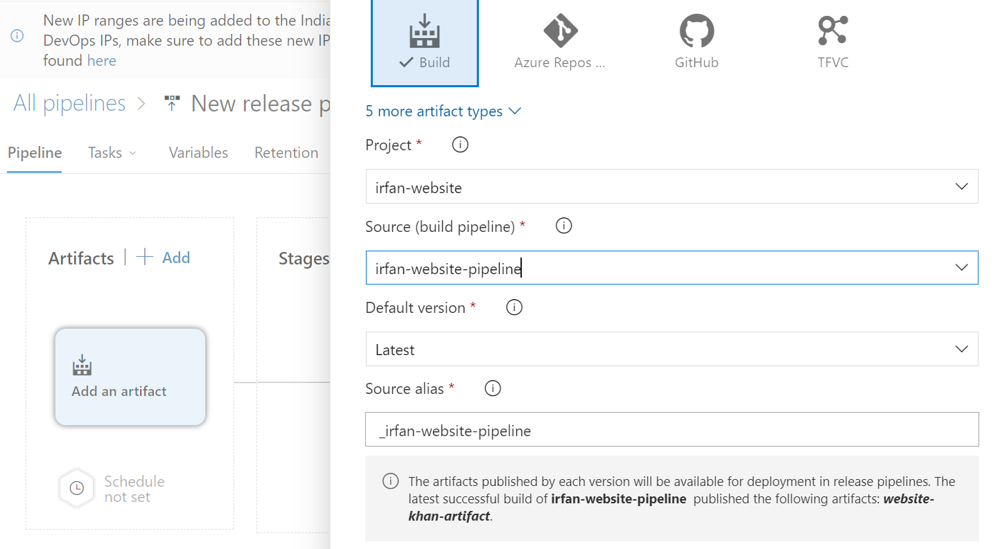 New IP ranges are being added to the India
DevOps IPs, make sure to add these new IP
found here
All pipelines
New release p
Pipeline
Tasks
Variables
Retention
Artifacts
Add
Stages
Add an artifact
Schedule
not set
Build
Azure Repos ...
GitHub
TFVC
5 more artifact types
Project *
irfan-website
Source (build pipeline) *
irfan-website-pipeline
Default version *
Latest
Source alias *
_irfan-website-pipeline
The artifacts published by each version will be available for deployment in release pipelines. The
latest successful build of irfan-website-pipeline published the following artifacts: website-
khan-artifact.